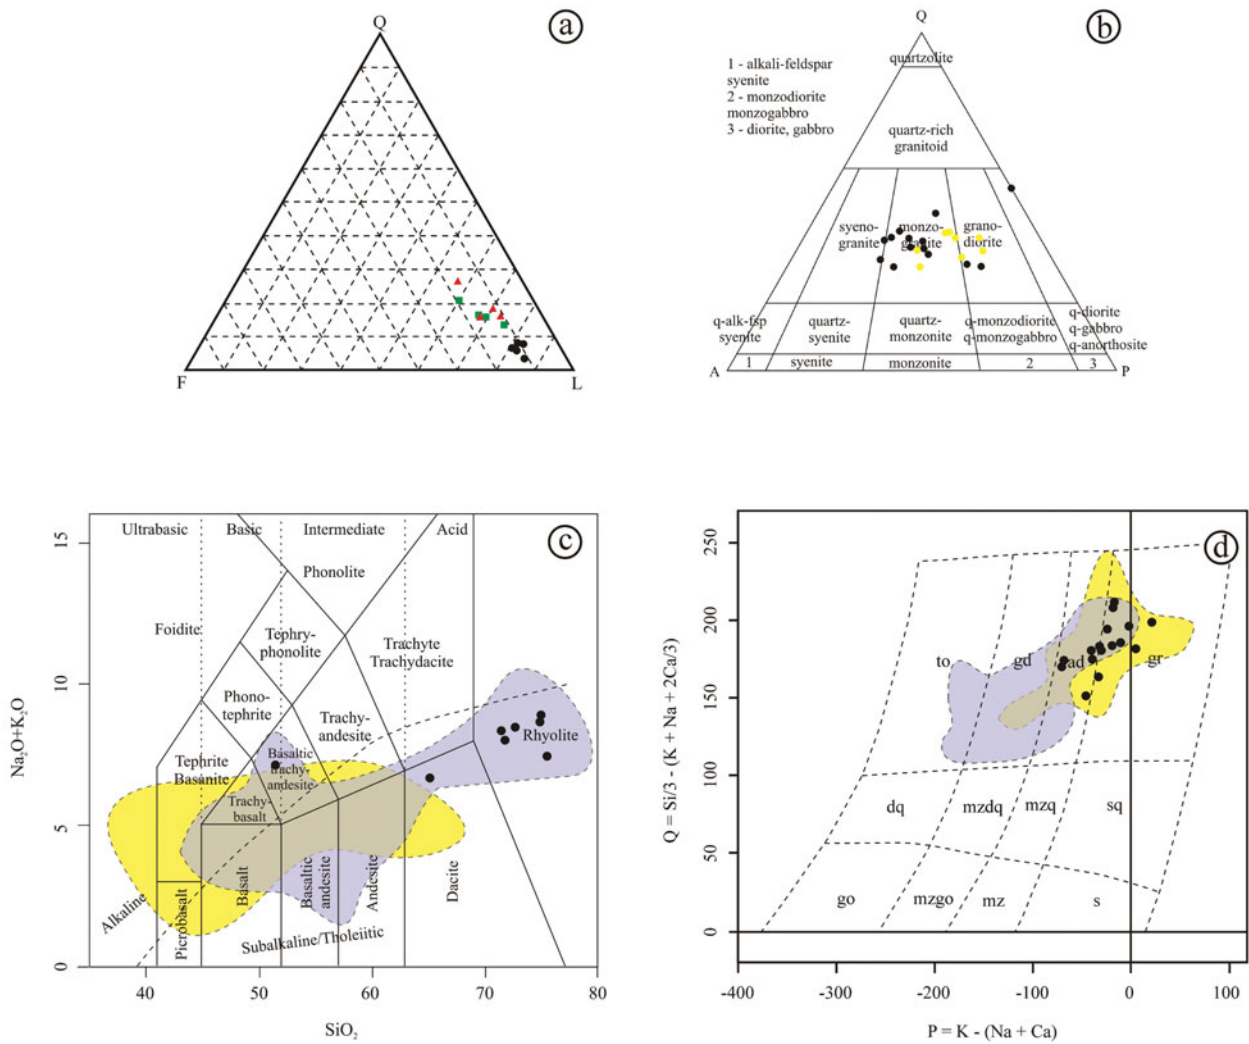 Q
a
F
L
Q
b
1 - alkali-feldspar
syenite
2 - monzodiorite
monzogabbro
3 - diorite, gabbro
quartzolite
quartz-rich
granitoid
syeno-
granite
monzo-
granite
grano-
diorite
q-alk-fsp
syenite
quartz-
syenite
quartz-
monzonite
q-monzodiorite
q-monzogabbro
q-diorite
q-gabbro
q-anorthosite
A
1
syenite
monzonite
2
3
P
c
Ultrabasic
Basic
Intermediate
Acid
Phonolite
Foidite
Tephry-
phonolite
Trachyte
Trachydacite
Phono-
tephrite
Trachy-
andesite
Rhyolite
Tephrite
Basanite
Basaltic
trachy-
andesite
Trachy-
basalt
Alkaline
Picrobasalt
Basalt
Basaltic
andesite
Andesite
Dacite
Subalkaline/Tholeiitic
Na₂O+K₂O
0
5
10
15
40
50
60
70
80
SiO₂
d
to
gd
ad
gr
dq
mzdq
mzq
sq
go
mzgo
mz
s
Q = Si/3 - (K + Na + 2Ca/3)
0
50
100
150
200
250
-400
-300
-200
-100
0
100
P = K - (Na + Ca)